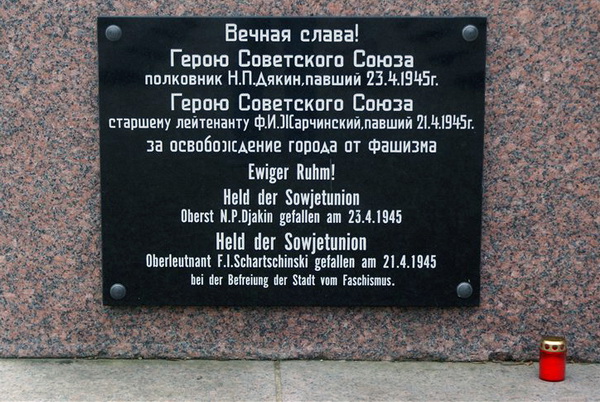 Вечная слава!
Герою Советского Союза
полковник Н.П.Дякин,павший 23.4.1945г.
Герою Советского Союза
старшему лейтенанту Ф.И.Жарчинский,павший 21.4.1945г.
за освобождение города от фашизма
Ewiger Ruhm!
Held der Sowjetunion
Oberst N.P.Djakin gefallen am 23.4.1945
Held der Sowjetunion
Oberleutnant F.I.Schartschinski gefallen am 21.4.1945
bei der Befreiung der Stadt vom Faschismus.